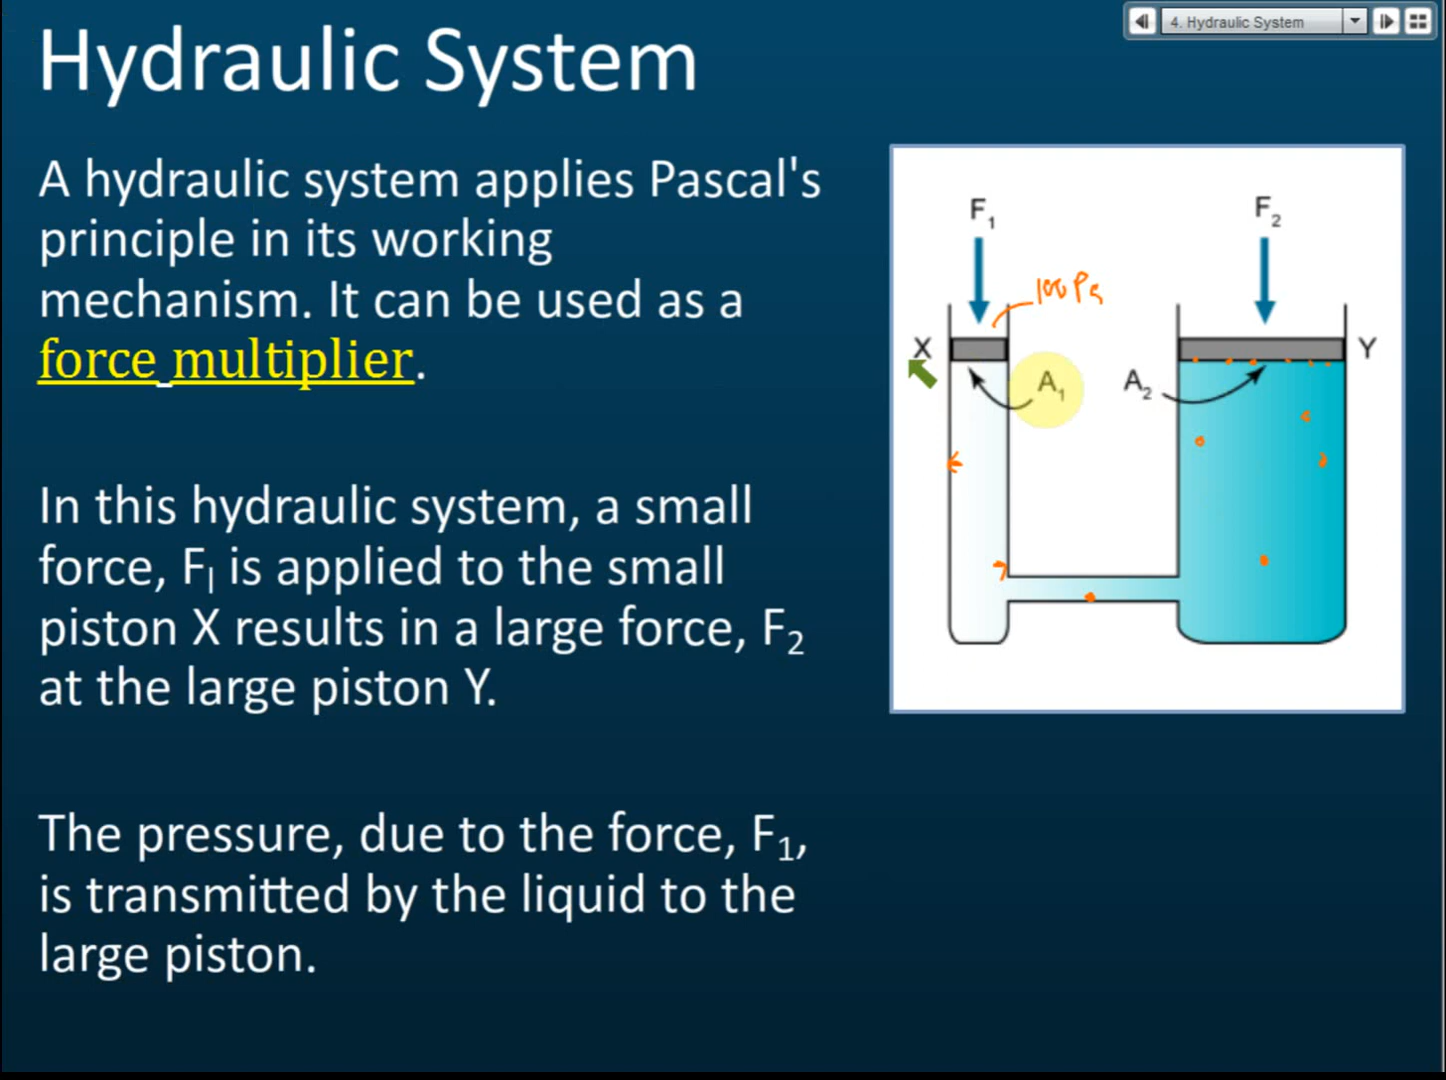 4. Hydraulic System
Hydraulic System
A hydraulic system applies Pascal's
principle in its working
mechanism. It can be used as a
force multiplier.
In this hydraulic system, a small
force, F₁ is applied to the small
piston X results in a large force, F₂
at the large piston Y.
The pressure, due to the force, F₁,
is transmitted by the liquid to the
large piston.
F₁
F₂
100 Pa
X
Y
A₁
A₂